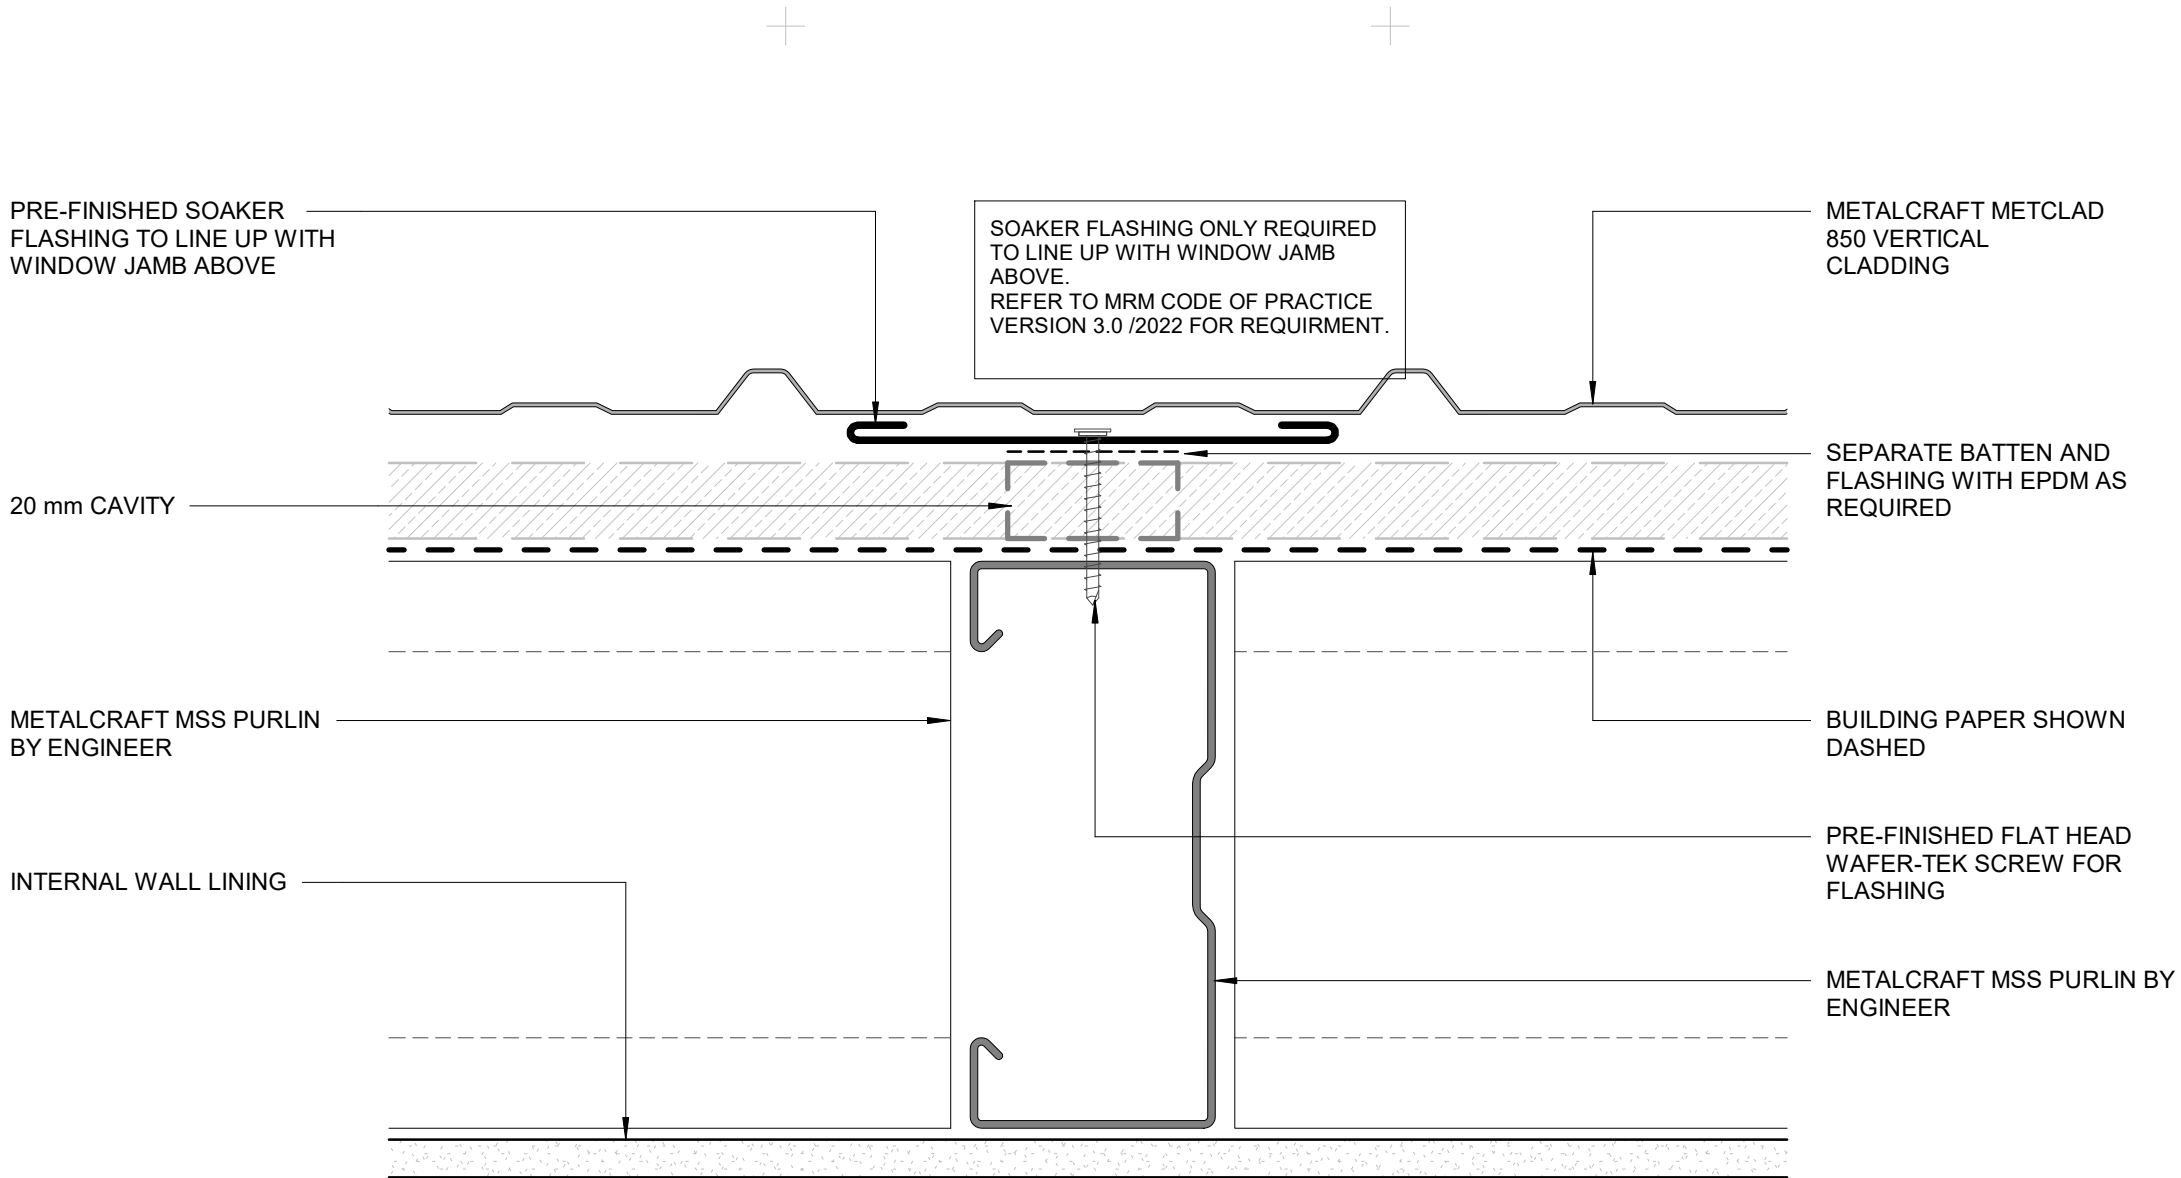 PRE-FINISHED SOAKER
FLASHING TO LINE UP WITH
WINDOW JAMB ABOVE
SOAKER FLASHING ONLY REQUIRED
TO LINE UP WITH WINDOW JAMB
ABOVE.
REFER TO MRM CODE OF PRACTICE
VERSION 3.0 /2022 FOR REQUIRMENT.
METALCRAFT METCLAD
850 VERTICAL
CLADDING
SEPARATE BATTEN AND
FLASHING WITH EPDM AS
REQUIRED
20 mm CAVITY
METALCRAFT MSS PURLIN
BY ENGINEER
BUILDING PAPER SHOWN
DASHED
PRE-FINISHED FLAT HEAD
WAFER-TEK SCREW FOR
FLASHING
INTERNAL WALL LINING
METALCRAFT MSS PURLIN BY
ENGINEER